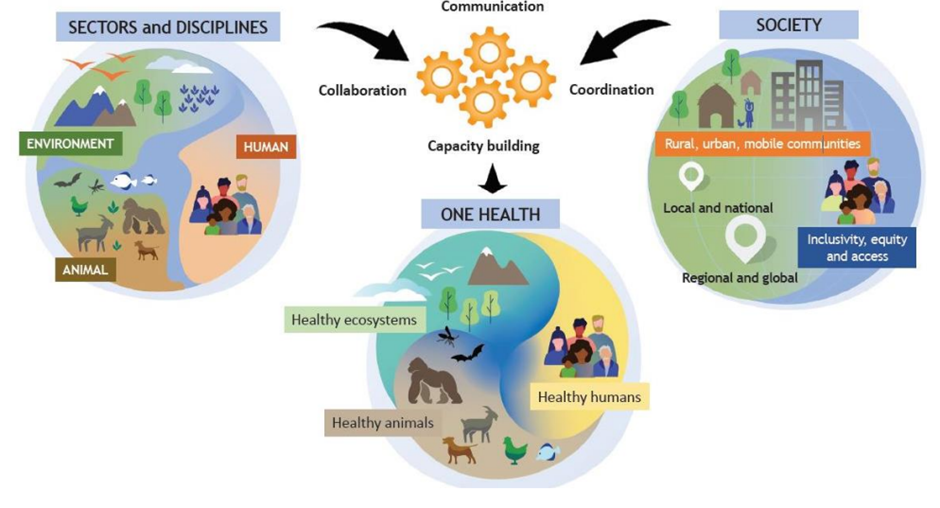 SECTORS and DISCIPLINES
ENVIRONMENT
HUMAN
ANIMAL
Communication
Collaboration
Coordination
Capacity building
SOCIETY
Rural, urban, mobile communities
Local and national
Inclusivity, equity
and access
Regional and global
ONE HEALTH
Healthy ecosystems
Healthy humans
Healthy animals